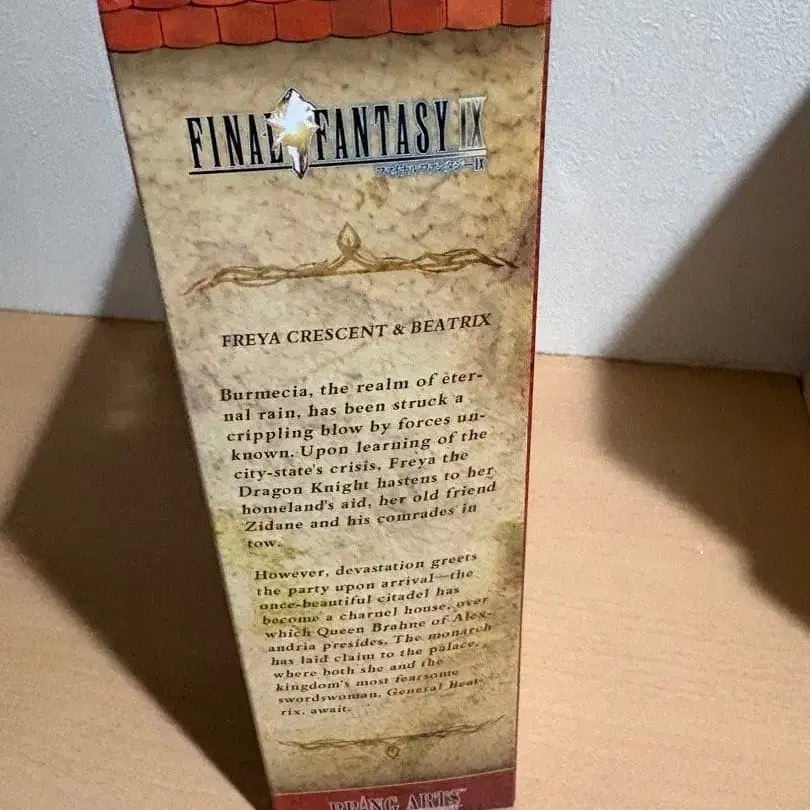 FINAL FANTASY IX
ファイナルファンタジーIX
FREYA CRESCENT & BEATRIX
Burmecia, the realm of eter-
nal rain, has been struck a
crippling blow by forces un-
known. Upon learning of the
city-state's crisis, Freya the
Dragon Knight hastens to her
homeland's aid, her old friend
Zidane and his comrades in
tow.
However, devastation greets
the party upon arrival—the
once-beautiful citadel has
become a charnel house, over
which Queen Brahne of Alex-
andria presides. The monarch
has laid claim to the palace,
where both she and the
kingdom's most fearsome
swordswoman, General Beat-
rix, await.
BRING ARTS™